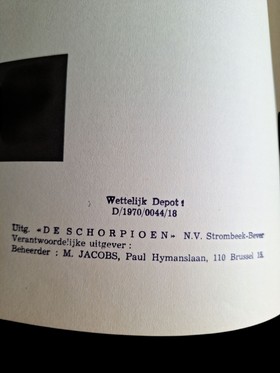 Wettelijk Depot :
D/1970/0044/18
Uitg. «DE SCHORPIOEN» N.V. Strombeek-Bever
Verantwoordelijke uitgever :
Beheerder : M. JACOBS, Paul Hymanslaan, 110 Brussel 15.